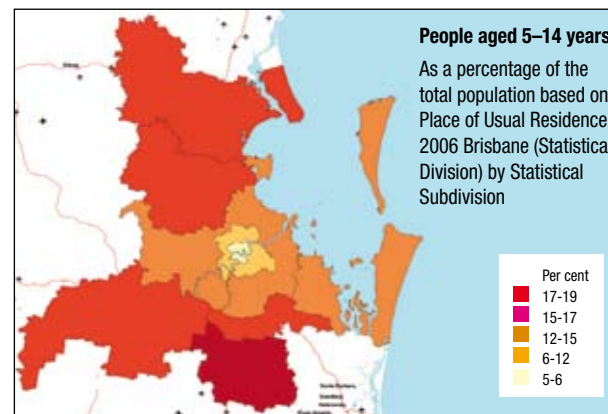 People aged 5–14 years
As a percentage of the
total population based on
Place of Usual Residence
2006 Brisbane (Statistica
Division) by Statistical
Subdivision
Per cent
17-19
15-17
12-15
6-12
5-6